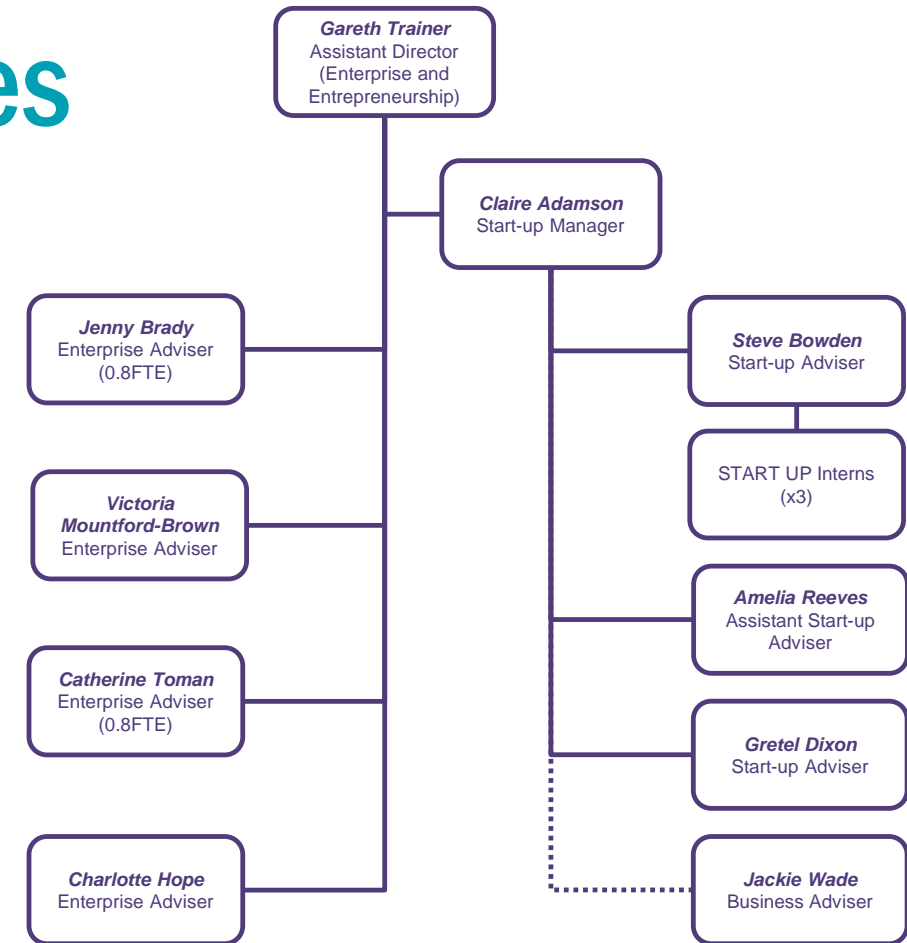 es
Gareth Trainer
Assistant Director
(Enterprise and
Entrepreneurship)
Claire Adamson
Start-up Manager
Jenny Brady
Enterprise Adviser
(0.8FTE)
Steve Bowden
Start-up Adviser
START UP Interns
(x3)
Victoria
Mountford-Brown
Enterprise Adviser
Amelia Reeves
Assistant Start-up
Adviser
Catherine Toman
Enterprise Adviser
(0.8FTE)
Gretel Dixon
Start-up Adviser
Charlotte Hope
Enterprise Adviser
Jackie Wade
Business Adviser